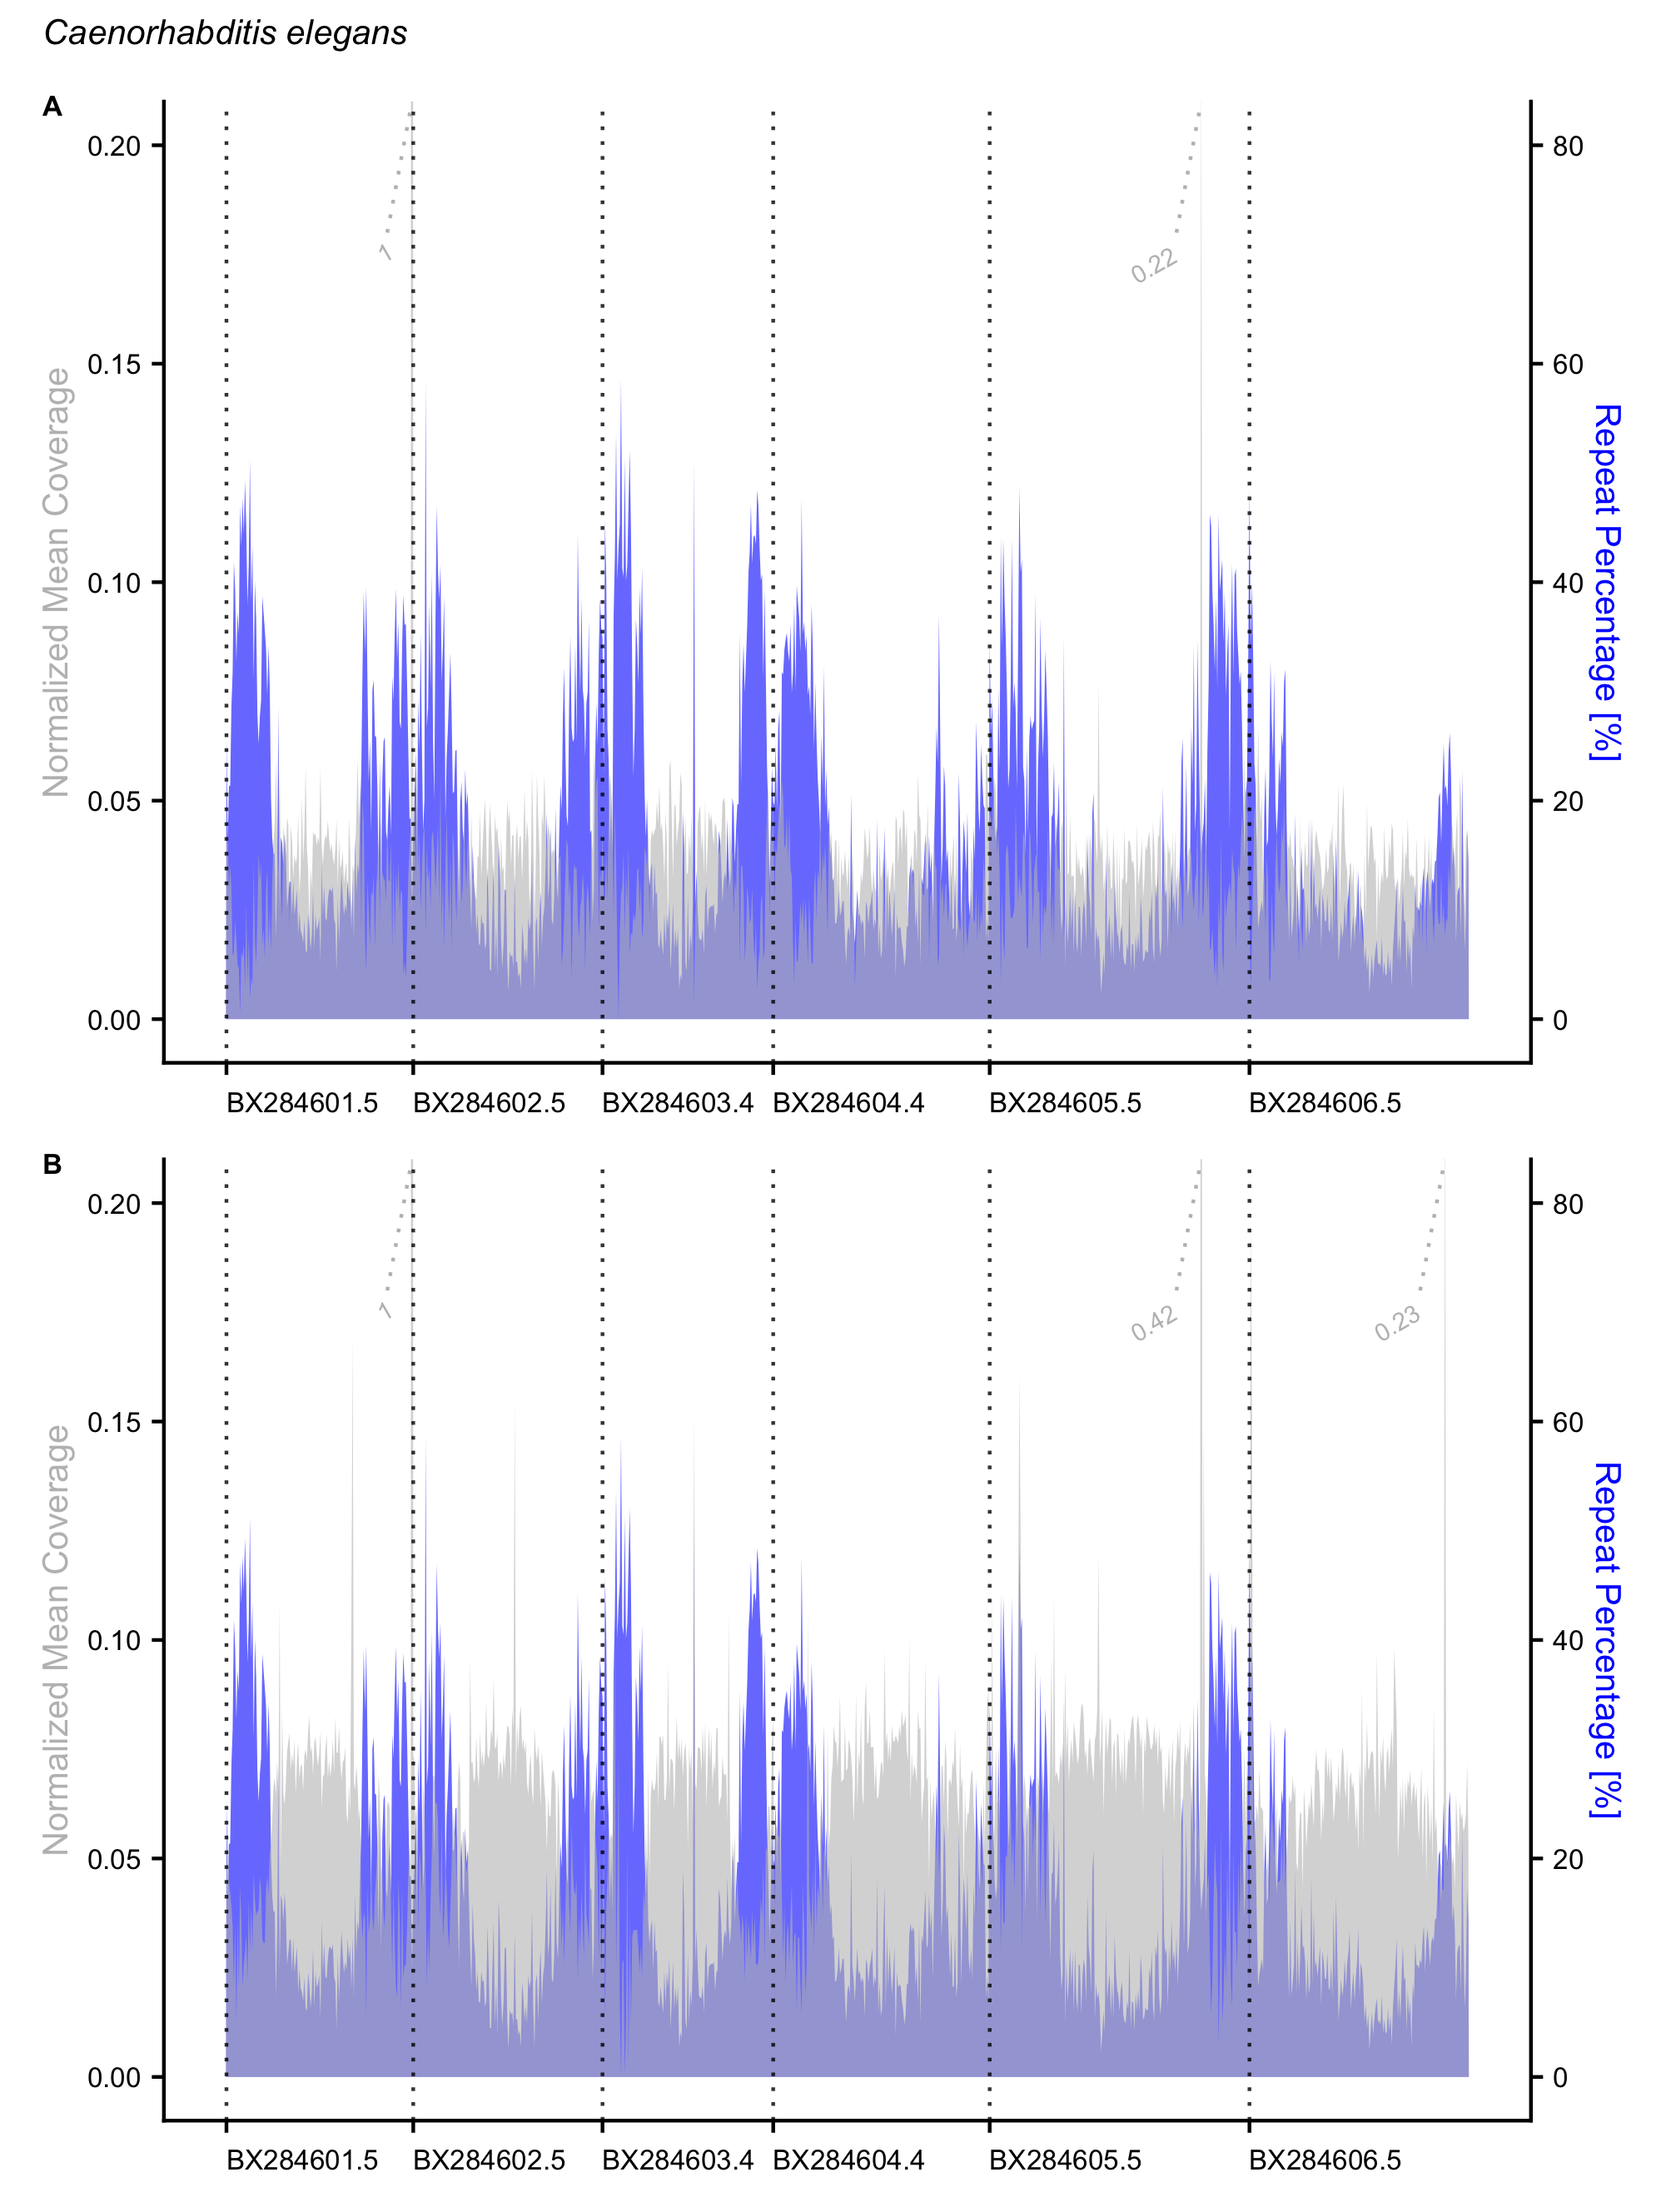 Caenorhabditis elegans
A
0.20
0.15
0.10
0.05
0.00
Normalized Mean Coverage
80
60
40
20
0
Repeat Percentage [%]
1
0.22
BX284601.5 BX284602.5 BX284603.4 BX284604.4 BX284605.5 BX284606.5
B
0.20
0.15
0.10
0.05
0.00
Normalized Mean Coverage
80
60
40
20
0
Repeat Percentage [%]
1
0.42
0.23
BX284601.5 BX284602.5 BX284603.4 BX284604.4 BX284605.5 BX284606.5